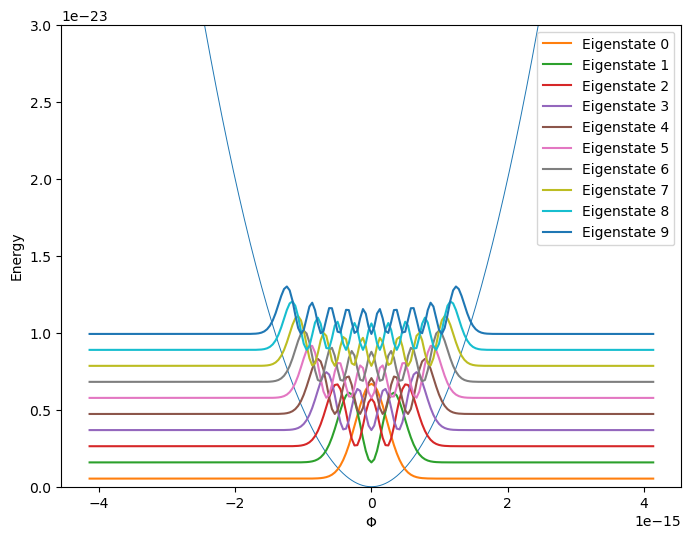 1e−23
3.0
2.5
2.0
1.5
1.0
0.5
0.0
Energy
−4
−2
0
2
4
Φ
1e−15
Eigenstate 0
Eigenstate 1
Eigenstate 2
Eigenstate 3
Eigenstate 4
Eigenstate 5
Eigenstate 6
Eigenstate 7
Eigenstate 8
Eigenstate 9